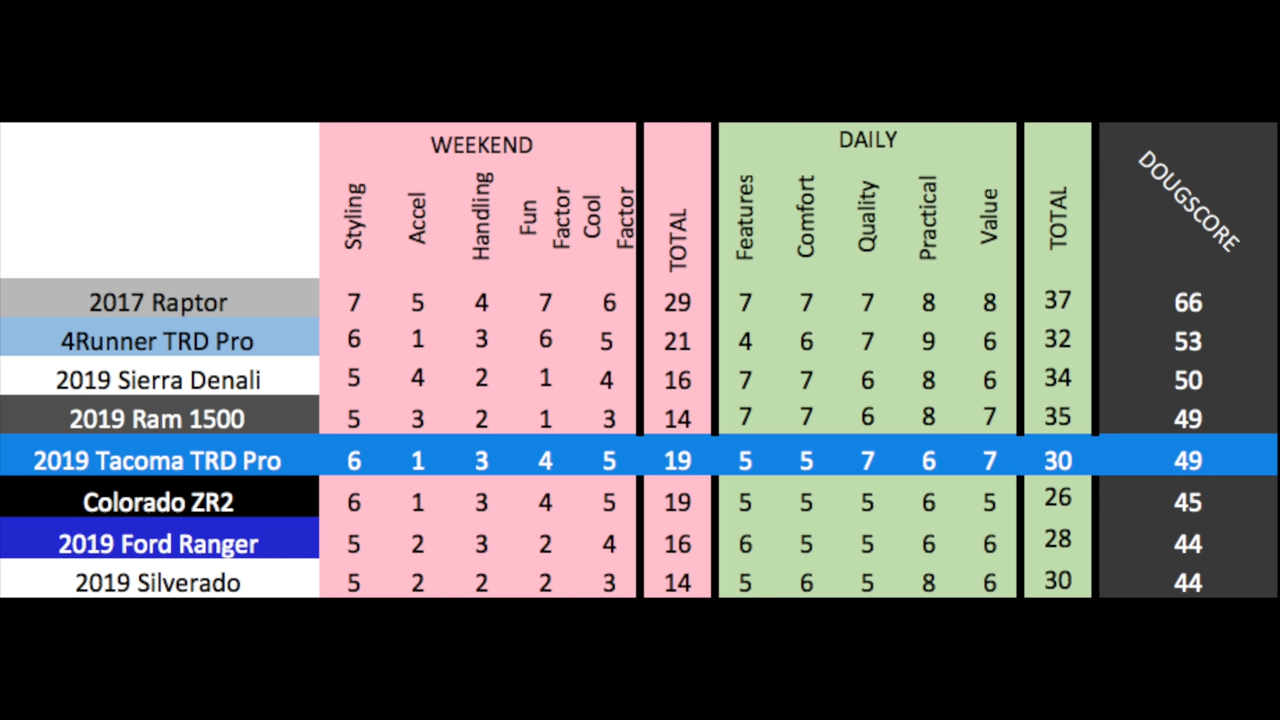 WEEKEND DAILY
Styling Accel Handling Fun Factor Cool Factor TOTAL Features Comfort Quality Practical Value TOTAL DOUGSCORE
2017 Raptor 7 5 4 7 6 29 7 7 7 8 8 37 66
4Runner TRD Pro 6 1 3 6 5 21 4 6 7 9 6 32 53
2019 Sierra Denali 5 4 2 1 4 16 7 7 6 8 6 34 50
2019 Ram 1500 5 3 2 1 3 14 7 7 6 8 7 35 49
2019 Tacoma TRD Pro 6 1 3 4 5 19 5 5 7 6 7 30 49
Colorado ZR2 6 1 3 4 5 19 5 5 5 6 5 26 45
2019 Ford Ranger 5 2 3 2 4 16 6 5 5 6 6 28 44
2019 Silverado 5 2 2 2 3 14 5 6 5 8 6 30 44